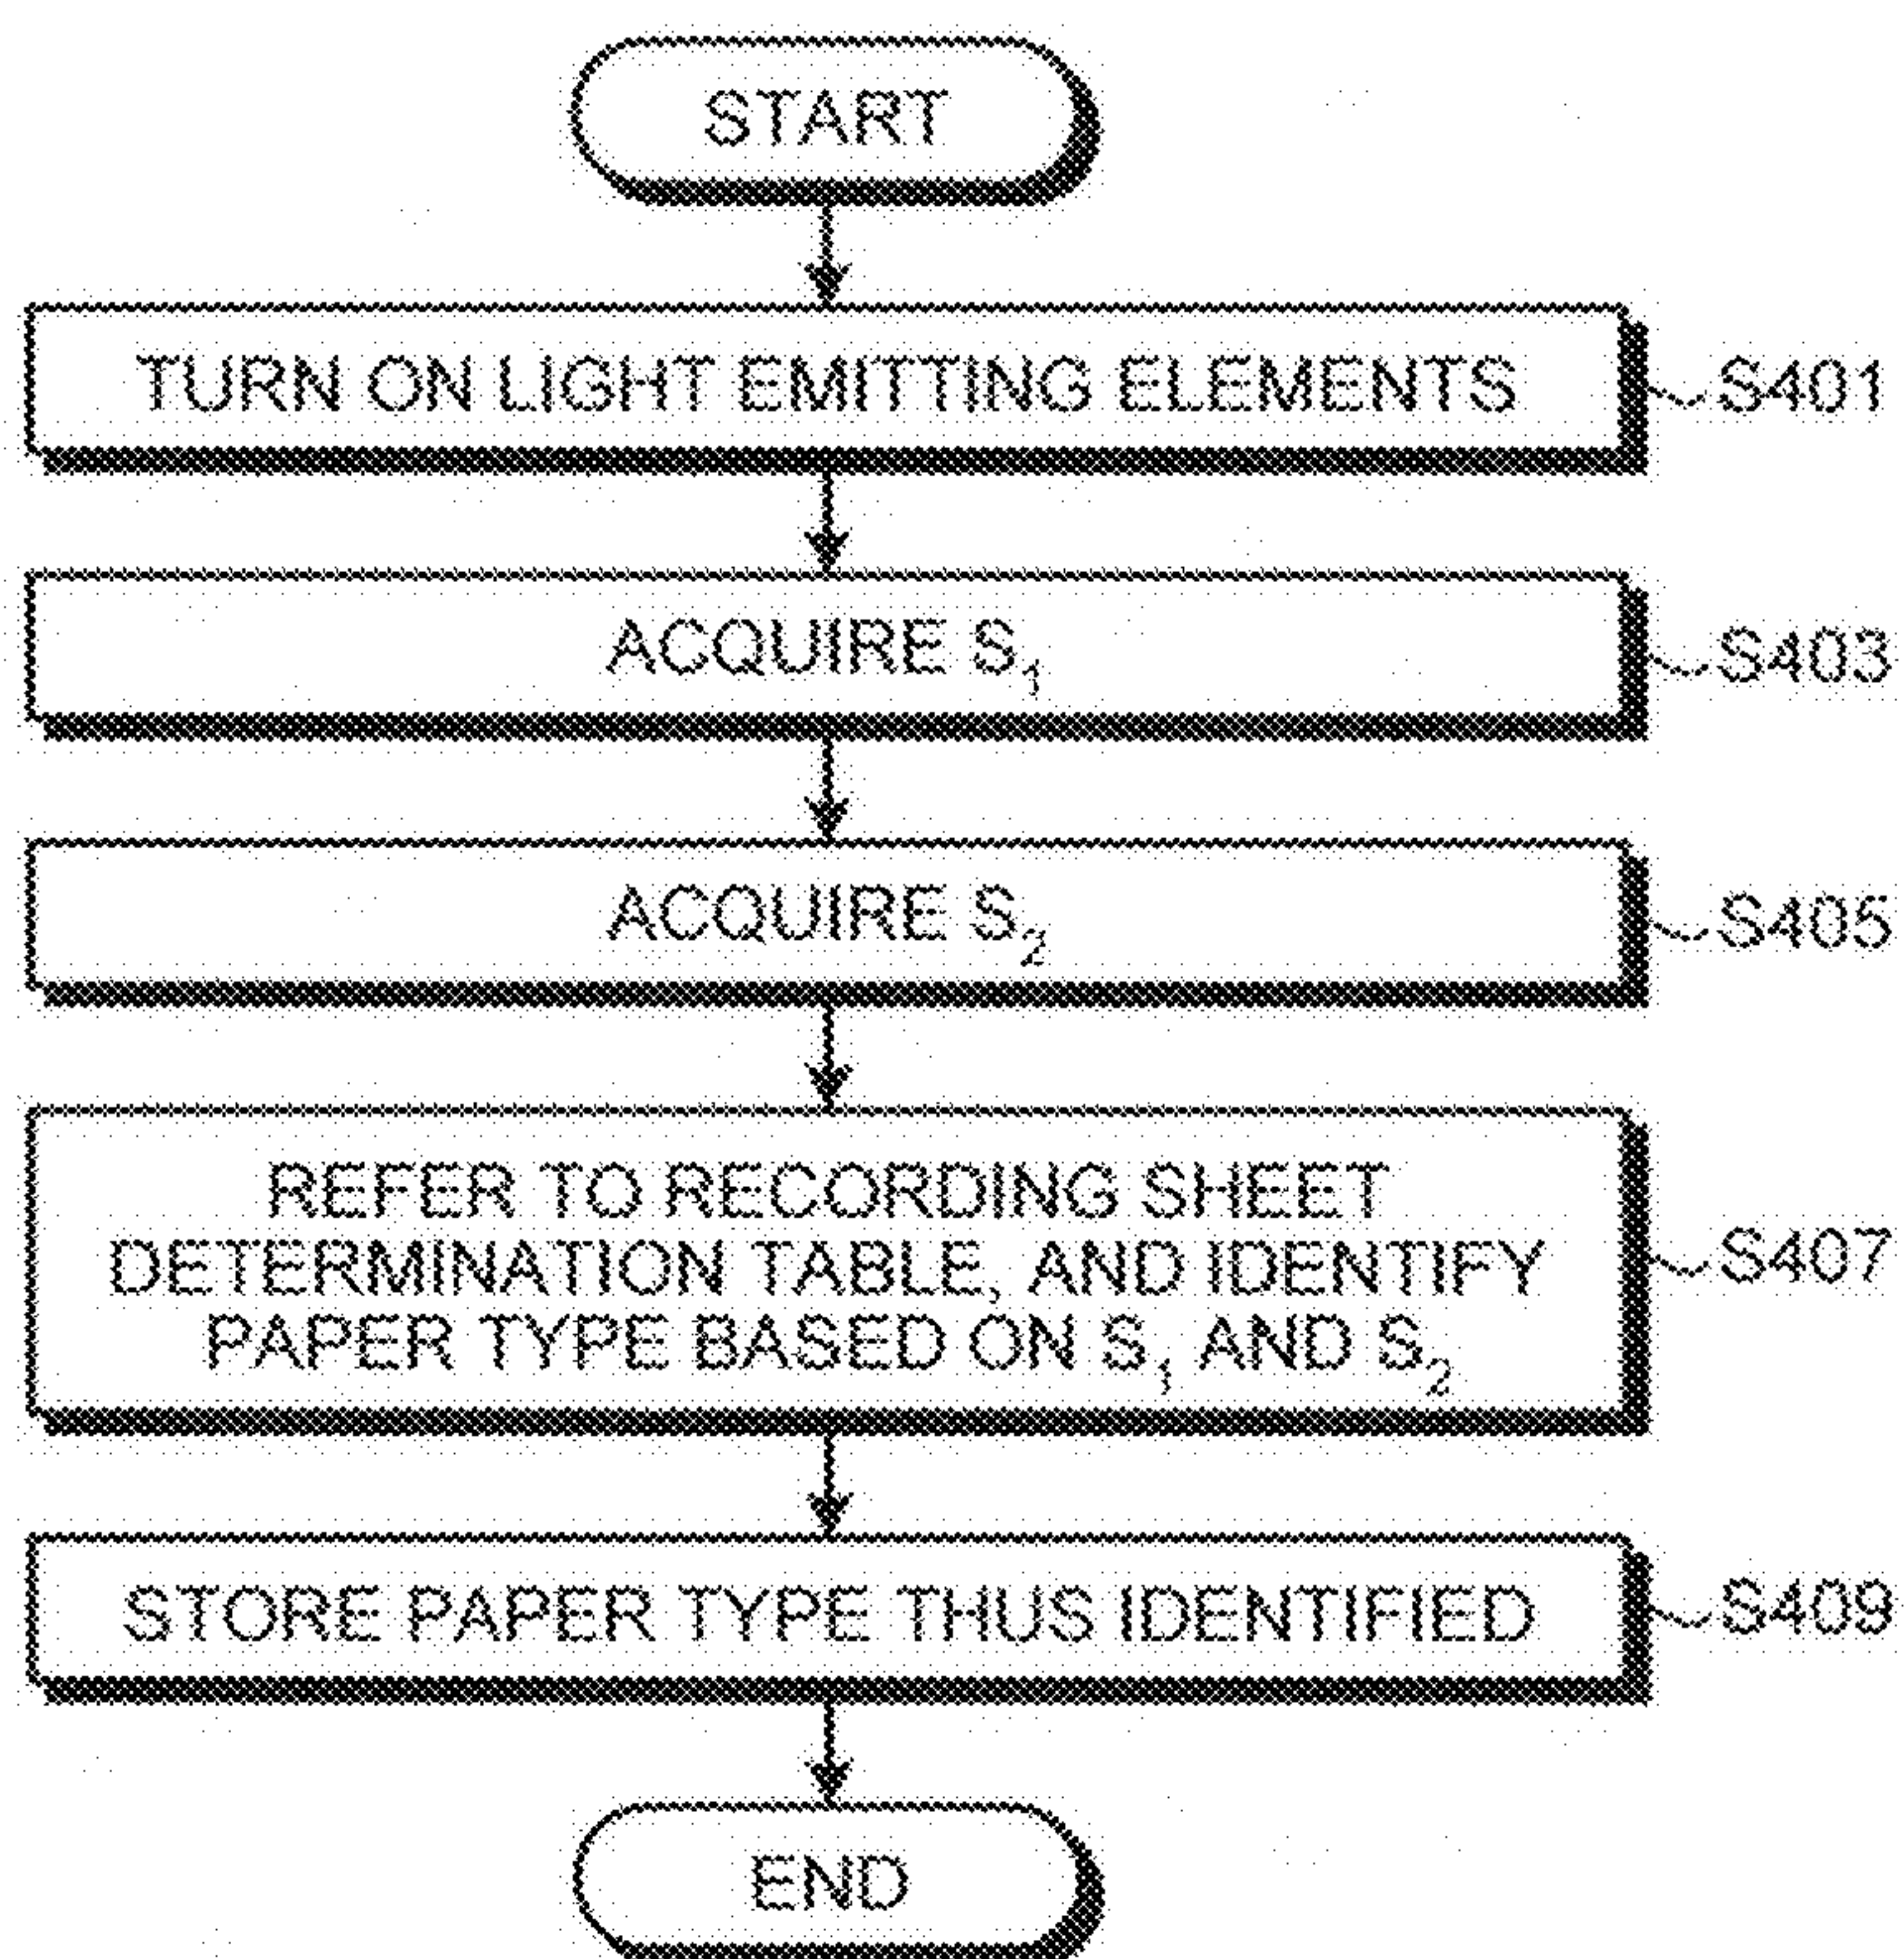 START
TURN ON LIGHT EMITTING ELEMENTS
S401
ACQUIRE S₁
S403
ACQUIRE S₂
S405
REFER TO RECORDING SHEET
DETERMINATION TABLE, AND IDENTIFY
PAPER TYPE BASED ON S₁ AND S₂
S407
STORE PAPER TYPE THUS IDENTIFIED
S409
END